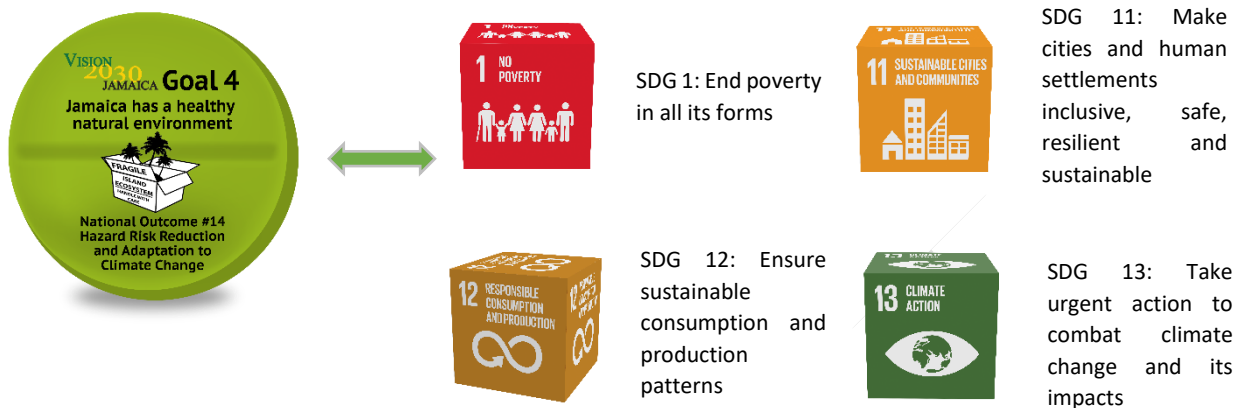 VISION
2030
JAMAICA Goal 4
Jamaica has a healthy
natural environment
FRAGILE
ISLAND
ECOSYSTEM
HANDLE WITH
CARE
National Outcome #14
Hazard Risk Reduction
and Adaptation to
Climate Change
1 NO
POVERTY
SDG 1: End poverty
in all its forms
11 SUSTAINABLE CITIES
AND COMMUNITIES
SDG 11: Make
cities and human
settlements
inclusive, safe,
resilient and
sustainable
12 RESPONSIBLE
CONSUMPTION
AND PRODUCTION
SDG 12: Ensure
sustainable
consumption and
production
patterns
13 CLIMATE
ACTION
SDG 13: Take
urgent action to
combat climate
change and its
impacts